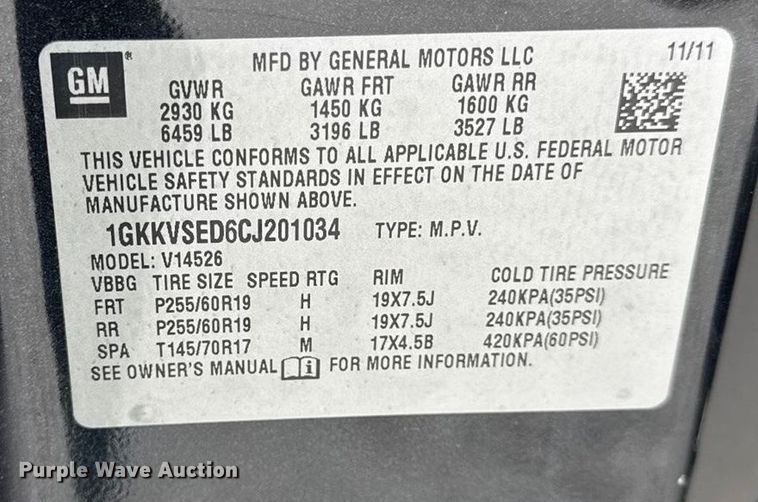 GM ®
MFD BY GENERAL MOTORS LLC 11/11
GVWR GAWR FRT GAWR RR
2930 KG 1450 KG 1600 KG
6459 LB 3196 LB 3527 LB
THIS VEHICLE CONFORMS TO ALL APPLICABLE U.S. FEDERAL MOTOR
VEHICLE SAFETY STANDARDS IN EFFECT ON THE DATE OF
MANUFACTURE SHOWN ABOVE.
1GKKVSED6CJ201034 TYPE: M.P.V.
MODEL: V14526
VBBG TIRE SIZE SPEED RTG RIM COLD TIRE PRESSURE
FRT P255/60R19 H 19X7.5J 240KPA(35PSI)
RR P255/60R19 H 19X7.5J 240KPA(35PSI)
SPA T145/70R17 M 17X4.5B 420KPA(60PSI)
SEE OWNER'S MANUAL i FOR MORE INFORMATION.
Purple Wave Auction